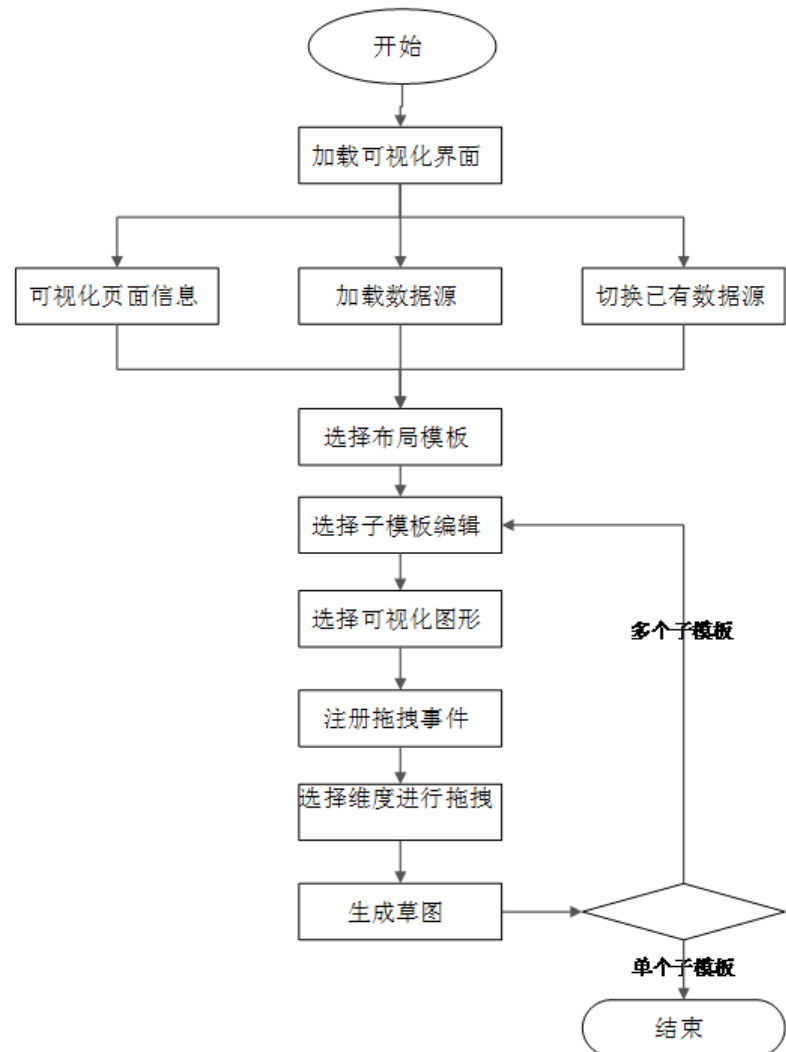 开始
加载可视化界面
可视化页面信息
加载数据源
切换已有数据源
选择布局模板
选择子模板编辑
选择可视化图形
多个子模板
注册拖拽事件
选择维度进行拖拽
生成草图
单个子模板
结束